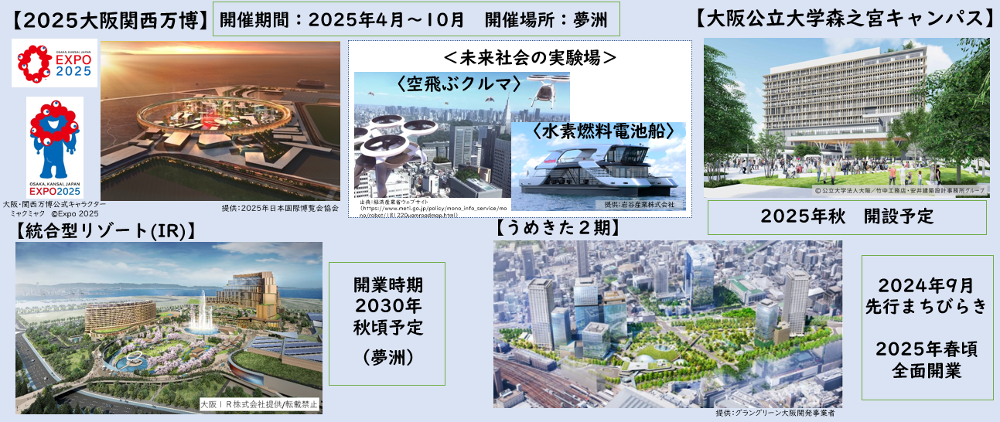 【2025大阪関西万博】
開催期間：2025年4月～10月　開催場所：夢洲
OSAKA, KANSAI, JAPAN
EXPO
2025
OSAKA, KANSAI, JAPAN
EXPO2025
大阪・関西万博公式キャラクター
ミャクミャク　©Expo 2025
提供：2025年日本国際博覧会協会
＜未来社会の実験場＞
〈空飛ぶクルマ〉
〈水素燃料電池船〉
出典：経済産業省ウェブサイト
（https://www.meti.go.jp/policy/mono_info_service/mo
no/robot/181220uamroadmap.html）
提供：岩谷産業株式会社
【大阪公立大学森之宮キャンパス】
©公立大学法人大阪／竹中工務店・安井建築設計事務所グループ
2025年秋　開設予定
【統合型リゾート(IR)】
大阪ＩＲ株式会社提供/転載禁止
開業時期
2030年
秋頃予定
（夢洲）
【うめきた２期】
提供：グラングリーン大阪開発事業者
2024年9月
先行まちびらき
2025年春頃
全面開業